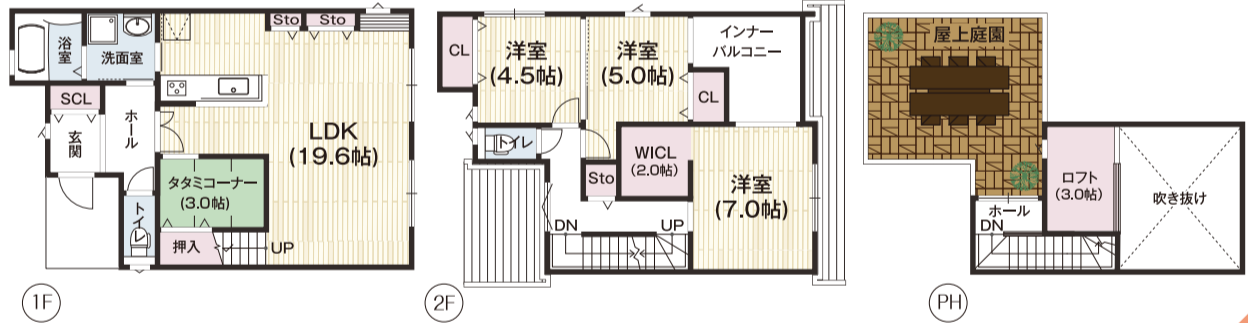 浴室
洗面室
Sto
Sto
SCL
玄関
ホール
LDK
(19.6帖)
タタミコーナー
(3.0帖)
トイレ
押入
UP
1F
CL
洋室
(4.5帖)
洋室
(5.0帖)
インナー
バルコニー
CL
トイレ
WICL
(2.0帖)
Sto
洋室
(7.0帖)
DN
UP
2F
屋上庭園
ロフト
(3.0帖)
吹き抜け
ホール
DN
PH